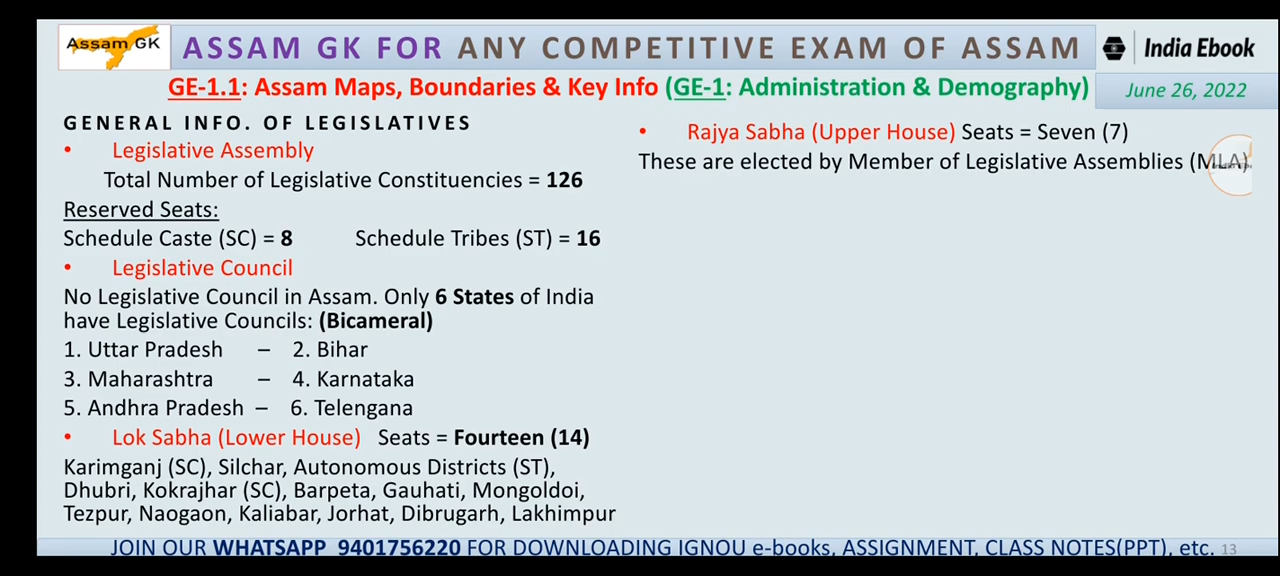 Assam GK
ASSAM GK FOR ANY COMPETITIVE EXAM OF ASSAM
India Ebook
GE-1.1: Assam Maps, Boundaries & Key Info (GE-1: Administration & Demography)
June 26, 2022
GENERAL INFO. OF LEGISLATIVES
• Legislative Assembly
Total Number of Legislative Constituencies = 126
Reserved Seats:
Schedule Caste (SC) = 8 Schedule Tribes (ST) = 16
• Legislative Council
No Legislative Council in Assam. Only 6 States of India
have Legislative Councils: (Bicameral)
1. Uttar Pradesh – 2. Bihar
3. Maharashtra – 4. Karnataka
5. Andhra Pradesh – 6. Telengana
• Lok Sabha (Lower House) Seats = Fourteen (14)
Karimganj (SC), Silchar, Autonomous Districts (ST),
Dhubri, Kokrajhar (SC), Barpeta, Gauhati, Mongoldoi,
Tezpur, Naogaon, Kaliabar, Jorhat, Dibrugarh, Lakhimpur
• Rajya Sabha (Upper House) Seats = Seven (7)
These are elected by Member of Legislative Assemblies (MLA)
JOIN OUR WHATSAPP 9401756220 FOR DOWNLOADING IGNOU e-books, ASSIGNMENT, CLASS NOTES(PPT), etc. 13